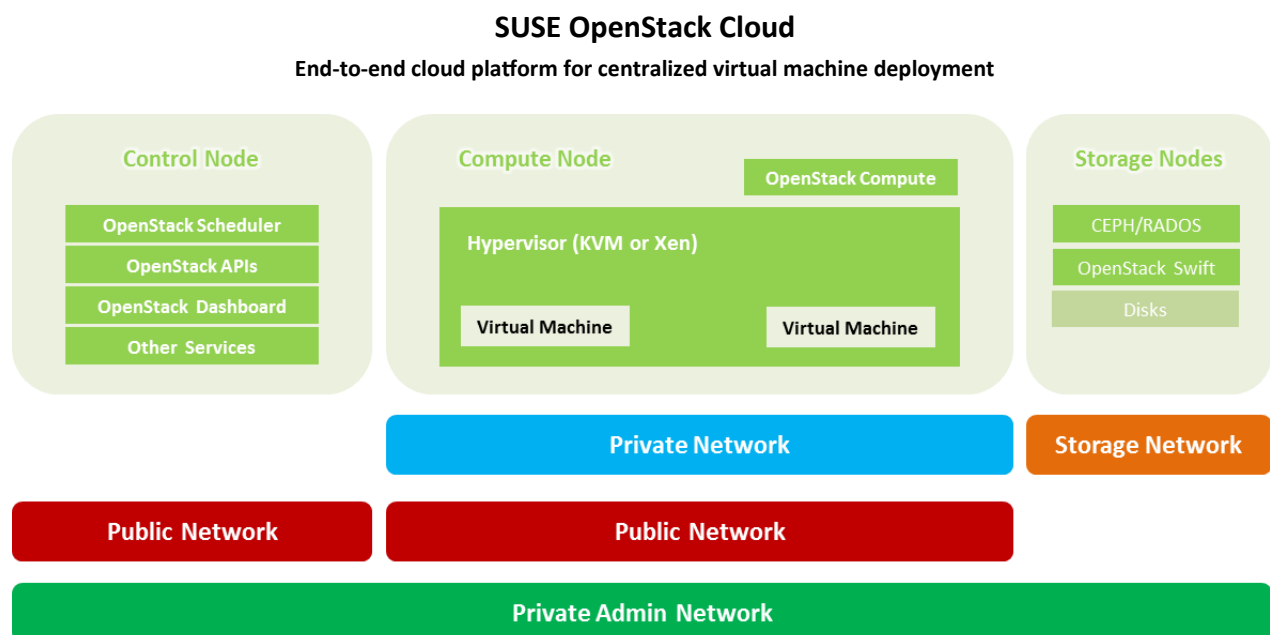 SUSE OpenStack Cloud
End-to-end cloud platform for centralized virtual machine deployment
Control Node
OpenStack Scheduler
OpenStack APIs
OpenStack Dashboard
Other Services
Compute Node
OpenStack Compute
Hypervisor (KVM or Xen)
Virtual Machine
Virtual Machine
Storage Nodes
CEPH/RADOS
OpenStack Swift
Disks
Private Network
Storage Network
Public Network
Public Network
Private Admin Network